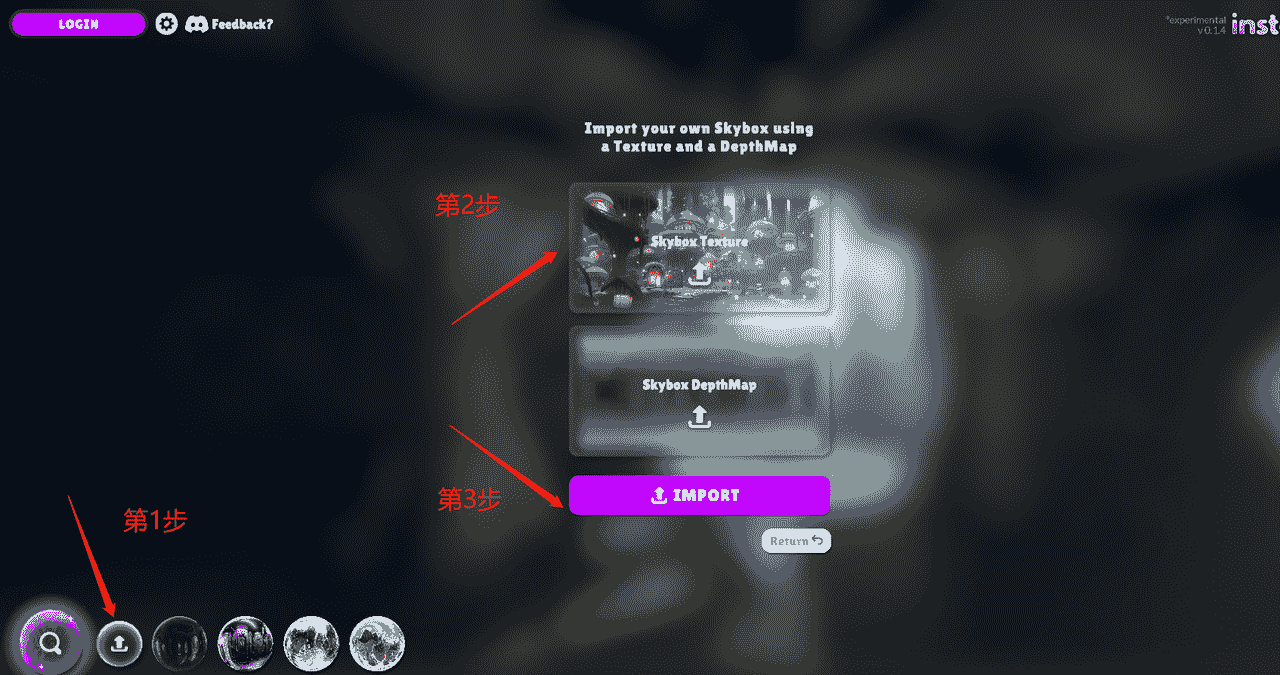 LOGIN
Feedback?
*experimental
v 0.1.4
inst
Import your own Skybox using
a Texture and a DepthMap
第2步
Skybox Texture
Skybox DepthMap
第3步
IMPORT
Return
第1步